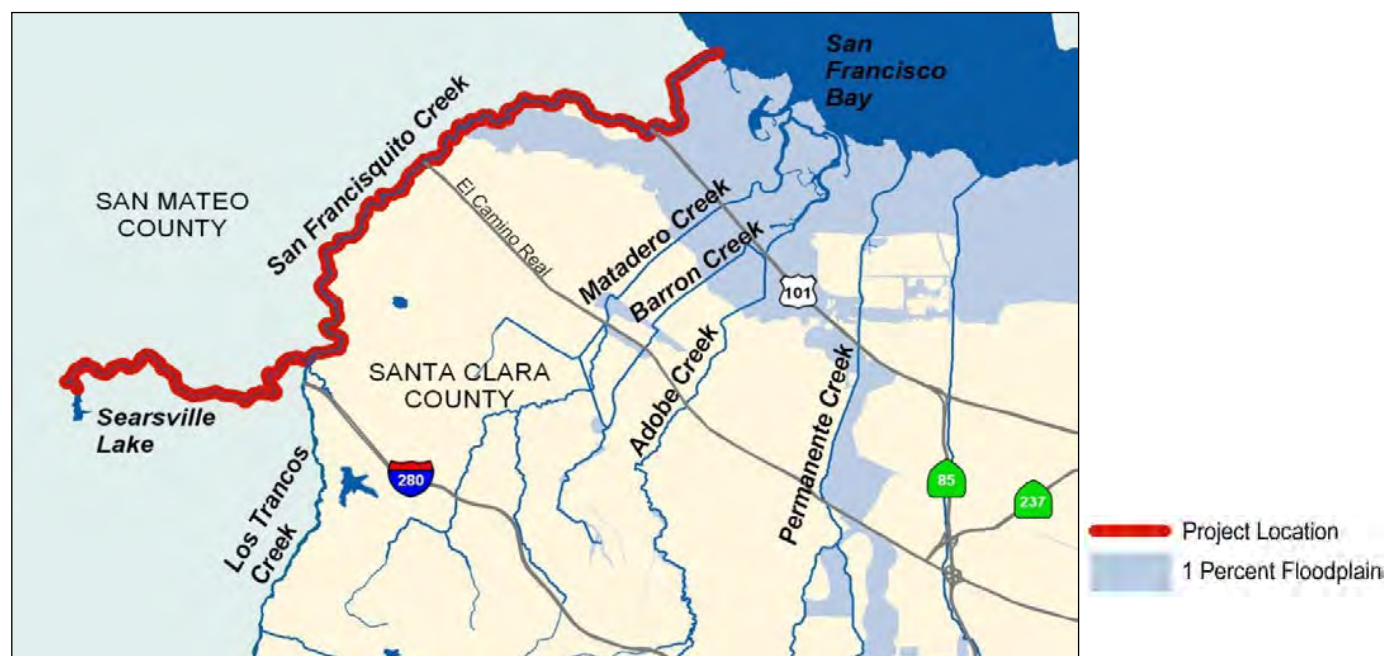 San
Francisco
Bay
San Francisquito Creek
SAN MATEO
COUNTY
El Camino Real
Matadero Creek
Barron Creek
101
SANTA CLARA
COUNTY
Searsville
Lake
Adobe Creek
Permanente Creek
Los Trancos
Creek
280
85
237
Project Location
1 Percent Floodplain